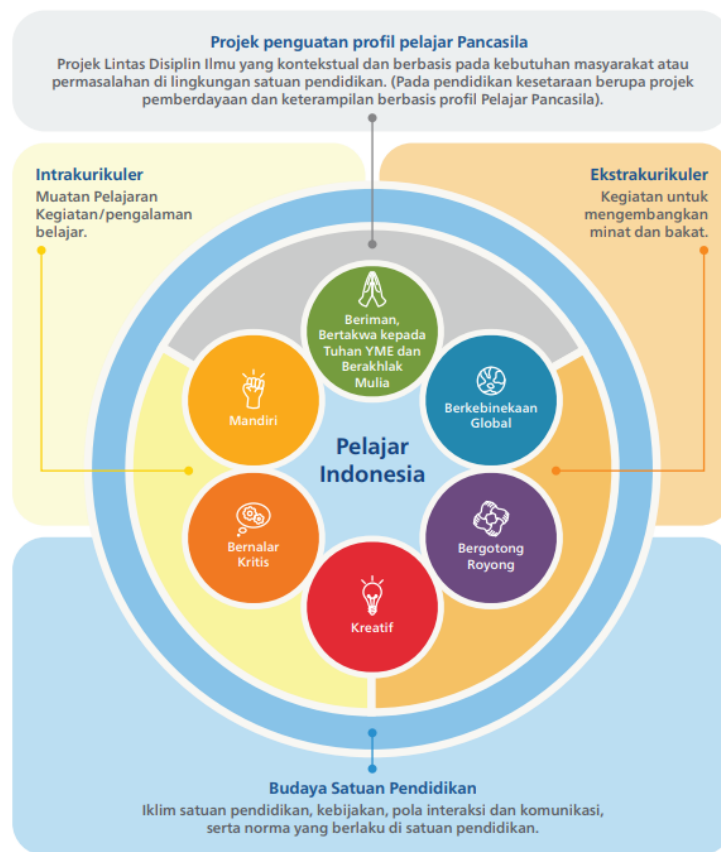 Projek penguatan profil pelajar Pancasila
Projek Lintas Disiplin Ilmu yang kontekstual dan berbasis pada kebutuhan masyarakat atau
permasalahan di lingkungan satuan pendidikan. (Pada pendidikan kesetaraan berupa projek
pemberdayaan dan keterampilan berbasis profil Pelajar Pancasila).
Intrakurikuler
Muatan Pelajaran
Kegiatan/pengalaman
belajar.
Ekstrakurikuler
Kegiatan untuk
mengembangkan
minat dan bakat.
Beriman,
Bertakwa kepada
Tuhan YME dan
Berakhlak
Mulia
Mandiri
Berkebinekaan
Global
Pelajar
Indonesia
Bernalar
Kritis
Bergotong
Royong
Kreatif
Budaya Satuan Pendidikan
Iklim satuan pendidikan, kebijakan, pola interaksi dan komunikasi,
serta norma yang berlaku di satuan pendidikan.